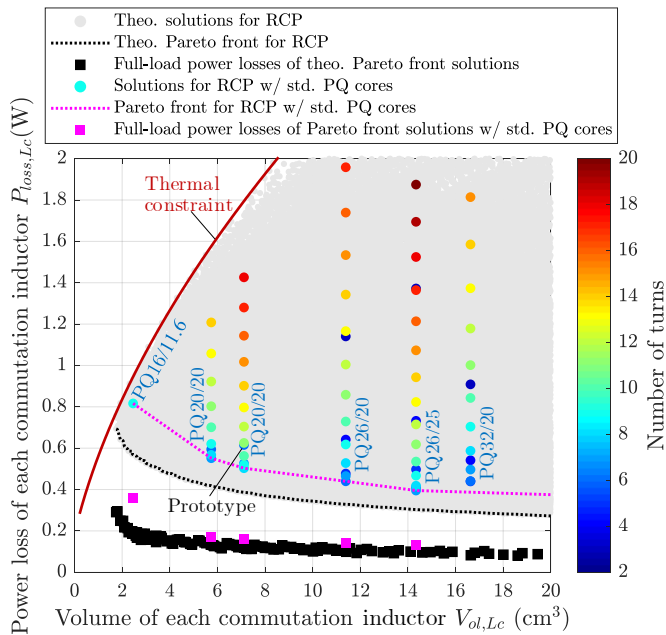 Theo. solutions for RCP
Theo. Pareto front for RCP
Full-load power losses of theo. Pareto front solutions
Solutions for RCP w/ std. PQ cores
Pareto front for RCP w/ std. PQ cores
Full-load power losses of Pareto front solutions w/ std. PQ cores
Power loss of each commutation inductor P_{loss,Lc}(W)
2
1.8
1.6
1.4
1.2
1
0.8
0.6
0.4
0.2
0
Thermal
constraint
PQ16/11.6
PQ20/20
PQ20/20
PQ26/20
PQ26/25
PQ32/20
Prototype
0
2
4
6
8
10
12
14
16
18
20
Volume of each commutation inductor V_{ol,Lc} (cm³)
20
18
16
14
12
10
8
6
4
2
Number of turns